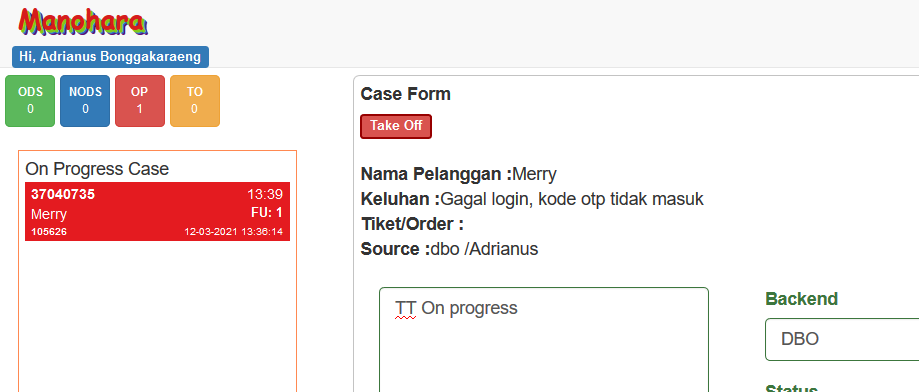 Manohara
Hi, Adrianus Bonggakaraeng
ODS
0
NODS
0
OP
1
TO
0
On Progress Case
37040735 13:39
Merry FU: 1
105626 12-03-2021 13:36:14
Case Form
Take Off
Nama Pelanggan :Merry
Keluhan :Gagal login, kode otp tidak masuk
Tiket/Order :
Source :dbo /Adrianus
TT On progress
Backend
DBO
Status